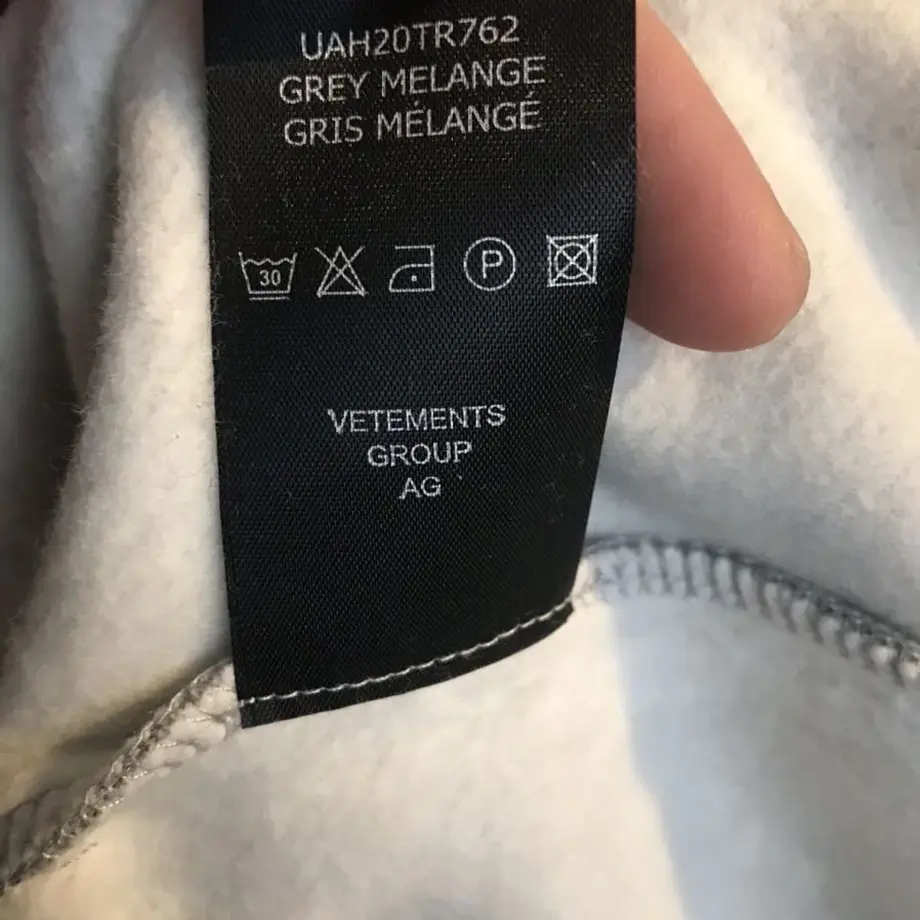 UAH20TR762
GREY MELANGE
GRIS MÉLANGÉ
30
P
VETEMENTS
GROUP
AG